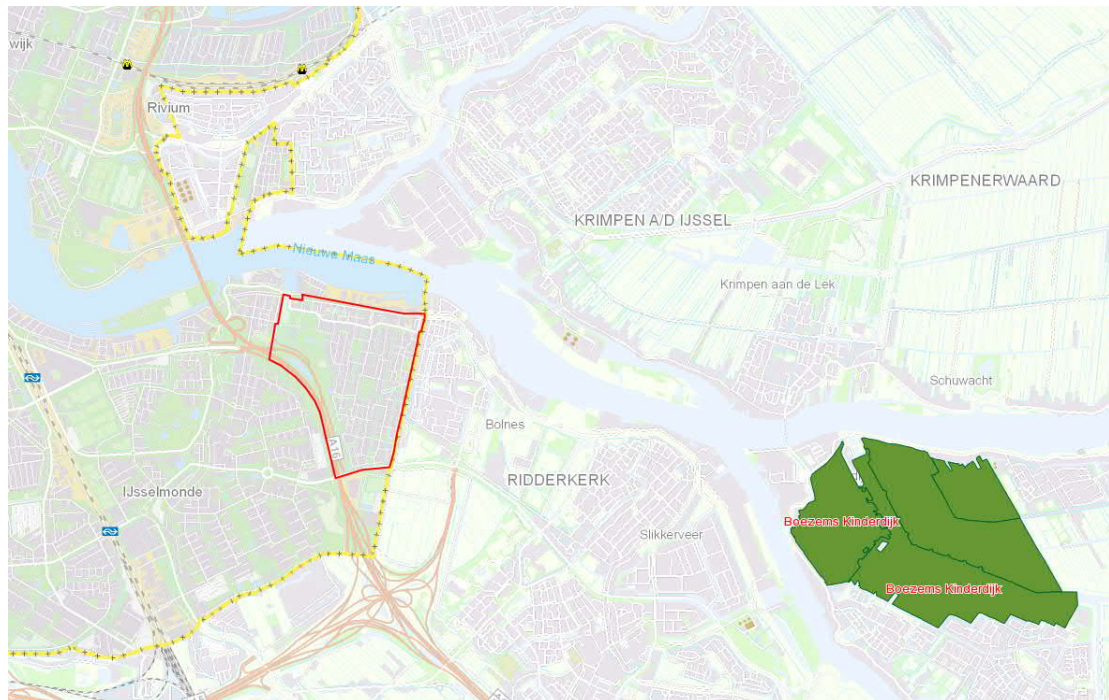 wijk
Rivium
KRIMPENERWAARD
KRIMPEN A/D IJSSEL
Nieuwe Maas
Krimpen aan de Lek
Schuwacht
Bolnes
A16
RIDDERKERK
IJsselmonde
Boezems Kinderdijk
Slikkerveer
Boezems Kinderdijk